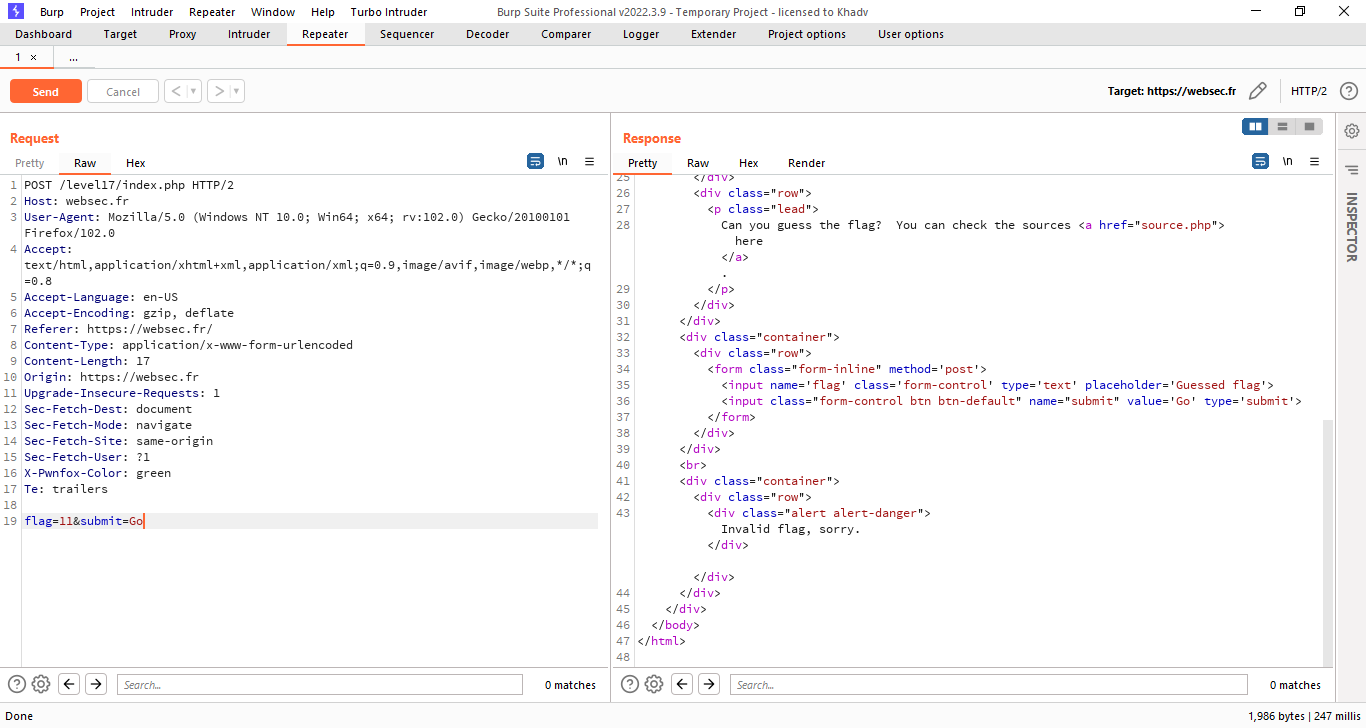 Burp Project Intruder Repeater Window Help Turbo Intruder Burp Suite Professional v2022.3.9 - Temporary Project - licensed to Khadv
Dashboard Target Proxy Intruder Repeater Sequencer Decoder Comparer Logger Extender Project options User options
1 × ...
Send Cancel < > Target: https://websec.fr HTTP/2 ?
Request
Pretty Raw Hex \n
1 POST /level17/index.php HTTP/2
2 Host: websec.fr
3 User-Agent: Mozilla/5.0 (Windows NT 10.0; Win64; x64; rv:102.0) Gecko/20100101
Firefox/102.0
4 Accept:
text/html,application/xhtml+xml,application/xml;q=0.9,image/avif,image/webp,*/*;q
=0.8
5 Accept-Language: en-US
6 Accept-Encoding: gzip, deflate
7 Referer: https://websec.fr/
8 Content-Type: application/x-www-form-urlencoded
9 Content-Length: 17
10 Origin: https://websec.fr
11 Upgrade-Insecure-Requests: 1
12 Sec-Fetch-Dest: document
13 Sec-Fetch-Mode: navigate
14 Sec-Fetch-Site: same-origin
15 Sec-Fetch-User: ?1
16 X-Pwnfox-Color: green
17 Te: trailers
18
19 flag=11&submit=Go
? Search... 0 matches
Response
Pretty Raw Hex Render \n
25 </div>
26 <div class="row">
27 <p class="lead">
28 Can you guess the flag?  You can check the sources <a href="source.php">
here
</a>
.
29 </p>
30 </div>
31 </div>
32 <div class="container">
33 <div class="row">
34 <form class="form-inline" method='post'>
35 <input name='flag' class='form-control' type='text' placeholder='Guessed flag'>
36 <input class="form-control btn btn-default" name="submit" value='Go' type='submit'>
37 </form>
38 </div>
39 </div>
40 <br>
41 <div class="container">
42 <div class="row">
43 <div class="alert alert-danger">
Invalid flag, sorry.
</div>
</div>
44 </div>
45 </div>
46 </body>
47 </html>
48
? Search... 0 matches
INSPECTOR
Done 1,986 bytes | 247 millis